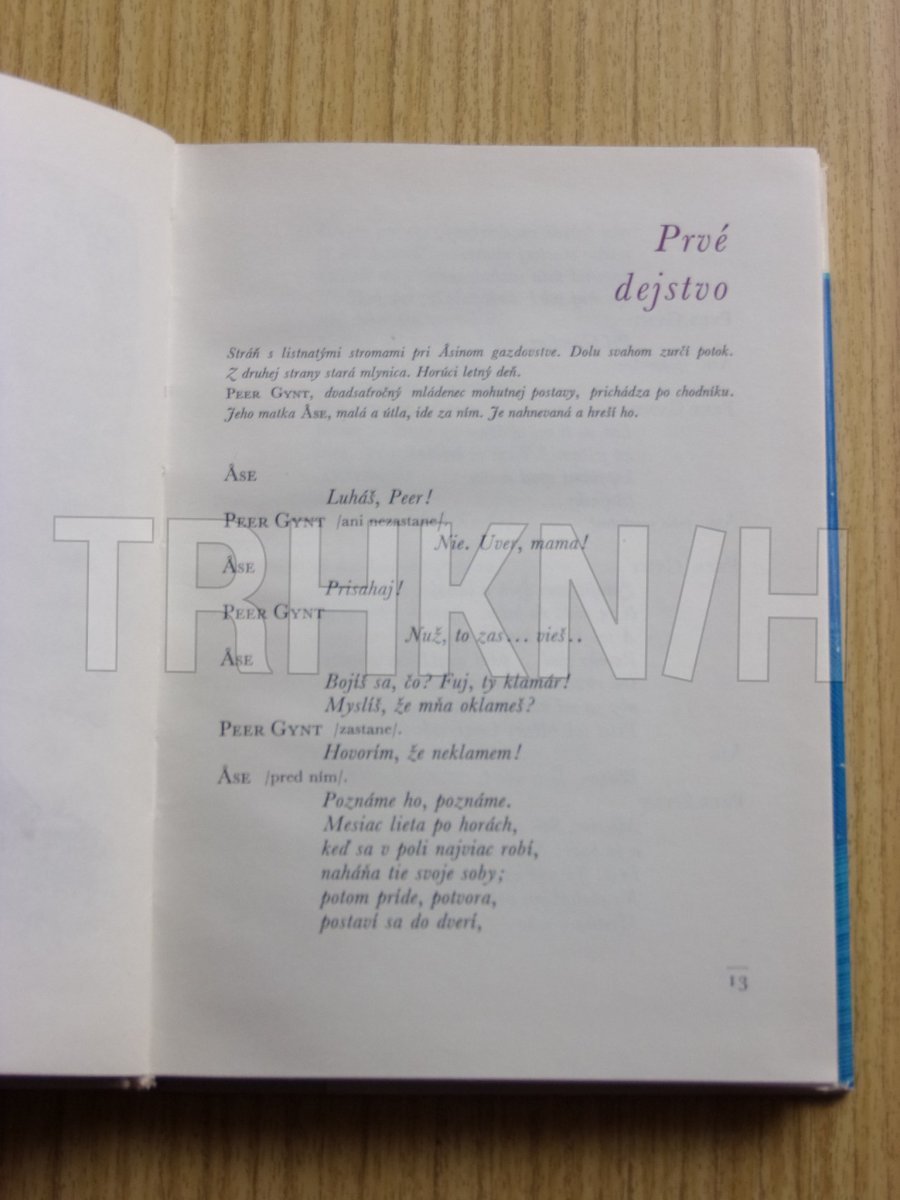 Prvé
dejstvo
Stráň s listnatými stromami pri Åsinom gazdovstve. Dolu svahom zurčí potok.
Z druhej strany stará mlynica. Horúci letný deň.
PEER GYNT, dvadsaťročný mládenec mohutnej postavy, prichádza po chodníku.
Jeho matka ÅSE, malá a útla, ide za ním. Je nahnevaná a hreší ho.
ÅSE
Luháš, Peer!
PEER GYNT /ani nezastane/.
Nie. Uver, mama!
ÅSE
Prisahaj!
PEER GYNT
Nuž, to zas... vieš..
ÅSE
Bojíš sa, čo? Fuj, ty klamár!
Myslíš, že mňa oklameš?
PEER GYNT /zastane/.
Hovorím, že neklamem!
ÅSE /pred ním/.
Poznáme ho, poznáme.
Mesiac lieta po horách,
keď sa v poli najviac robí,
naháňa tie svoje soby;
potom príde, potvora,
postaví sa do dverí,
13
TRHKNÍH